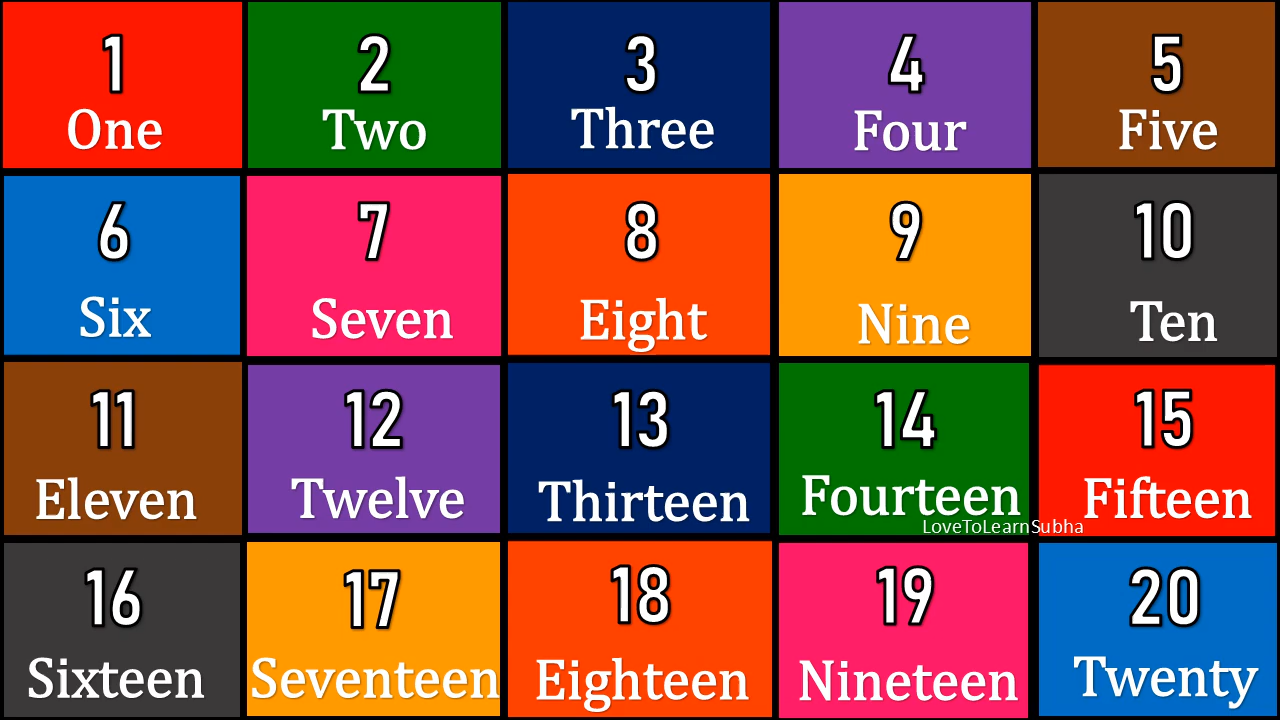 1 2 3 4 5
One Two Three Four Five
6 7 8 9 10
Six Seven Eight Nine Ten
11 12 13 14 15
Eleven Twelve Thirteen Fourteen Fifteen
LoveToLearnSubha
16 17 18 19 20
Sixteen Seventeen Eighteen Nineteen Twenty